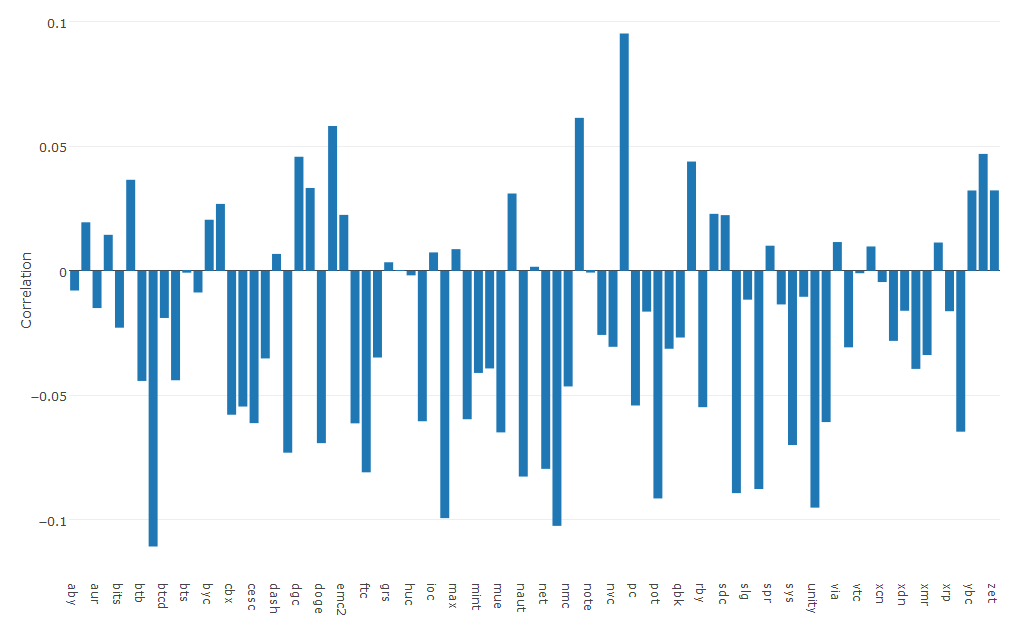 0.1
0.05
0
−0.05
−0.1
Correlation
aby
aur
bits
btb
btcd
bts
byc
cbx
cesc
dash
dgc
doge
emc2
ftc
grs
huc
ioc
max
mint
mue
naut
net
nmc
note
nvc
pc
pot
qbk
rby
sdc
slg
spr
sys
unity
via
vtc
xcn
xdn
xmr
xrp
ybc
zet